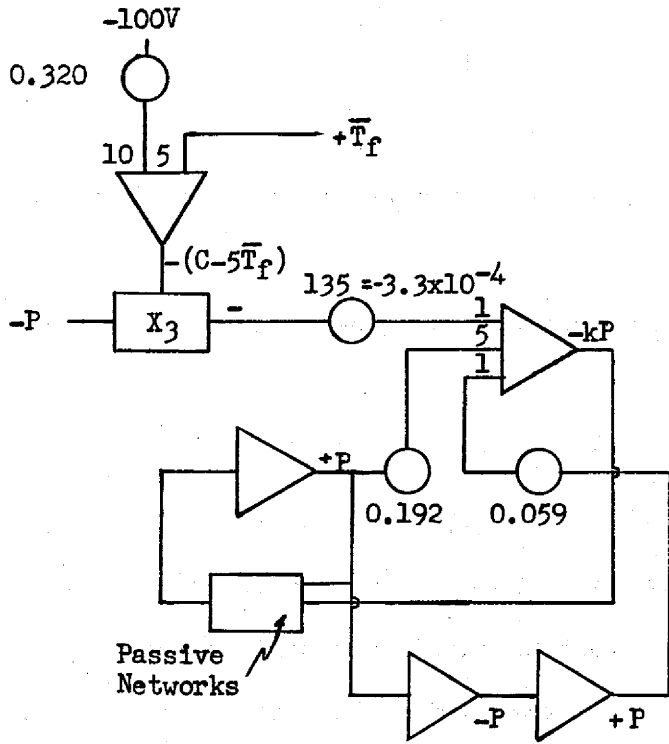 -100V
0.320
10 5
+T̅f
-(C-5T̅f)
-P
X3
-
135 =-3.3x10-4
1
5
1
-kP
+P
0.192
0.059
Passive
Networks
-P
+P